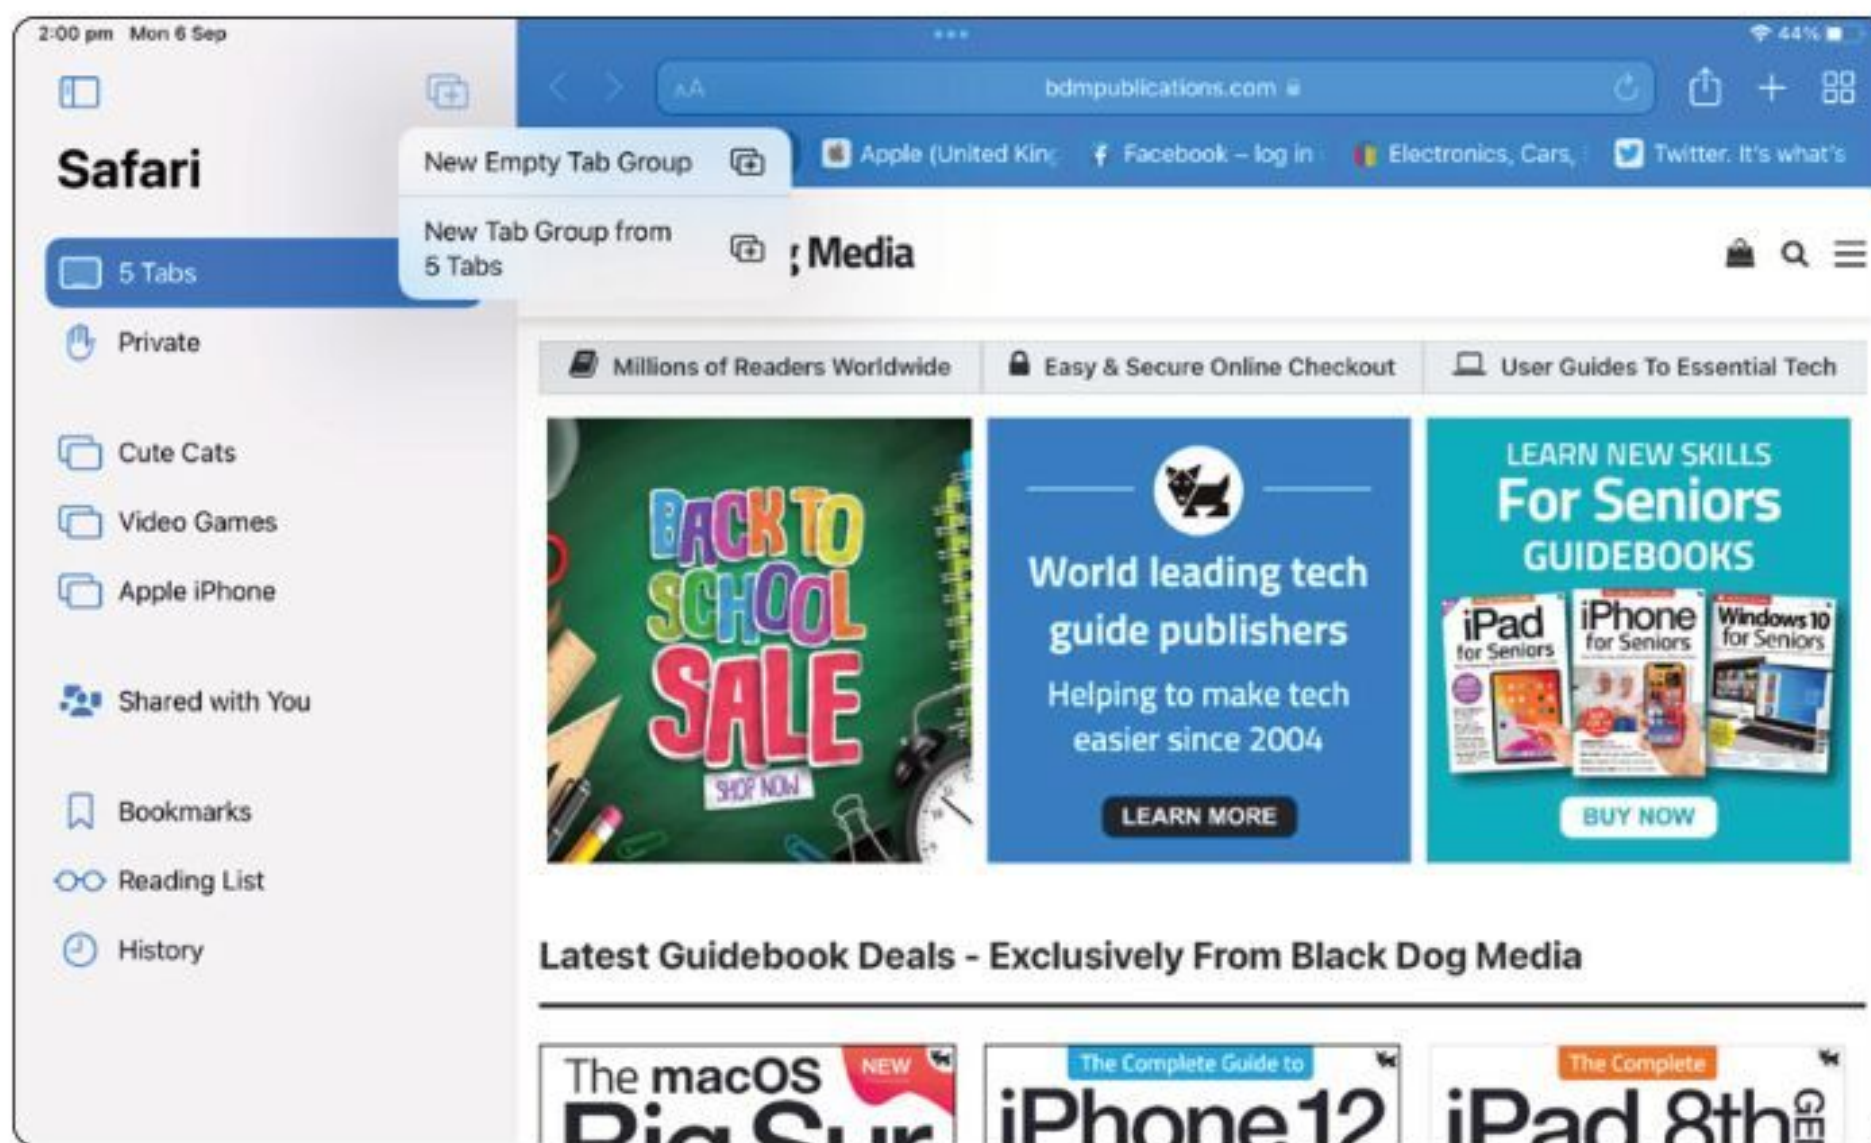 2:00 pm Mon 6 Sep
44%
AA
bdmpublications.com
Safari
New Empty Tab Group
New Tab Group from
5 Tabs
Apple (United King
Facebook – log in
Electronics, Cars,
Twitter. It's what's
5 Tabs
Private
Cute Cats
Video Games
Apple iPhone
Shared with You
Bookmarks
Reading List
History
g Media
Millions of Readers Worldwide
Easy & Secure Online Checkout
User Guides To Essential Tech
BACK TO
SCHOOL
SALE
SHOP NOW
World leading tech
guide publishers
Helping to make tech
easier since 2004
LEARN MORE
LEARN NEW SKILLS
For Seniors
GUIDEBOOKS
iPad
for Seniors
iPhone
for Seniors
Windows 10
for Seniors
BUY NOW
Latest Guidebook Deals - Exclusively From Black Dog Media
The macOS
NEW
Big Sur
The Complete Guide to
iPhone 12
The Complete
iPad 8th
GE